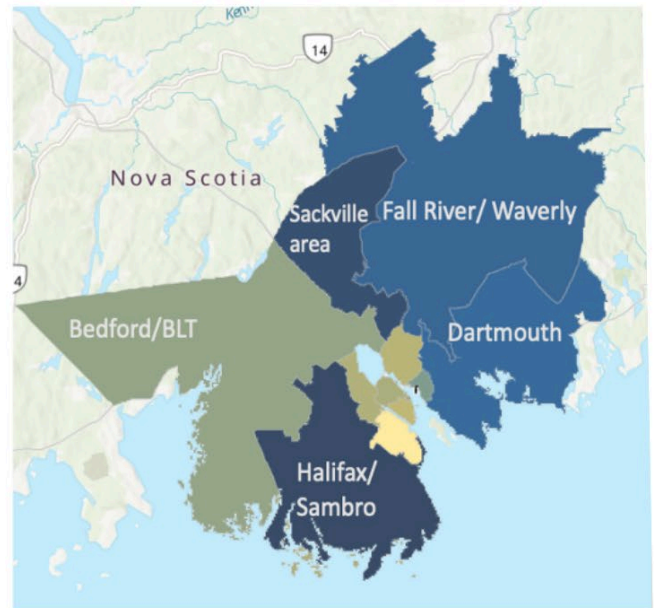 14
Nova Scotia
Sackville
area
Fall River/ Waverly
4
Bedford/BLT
Dartmouth
r
Halifax/
Sambro